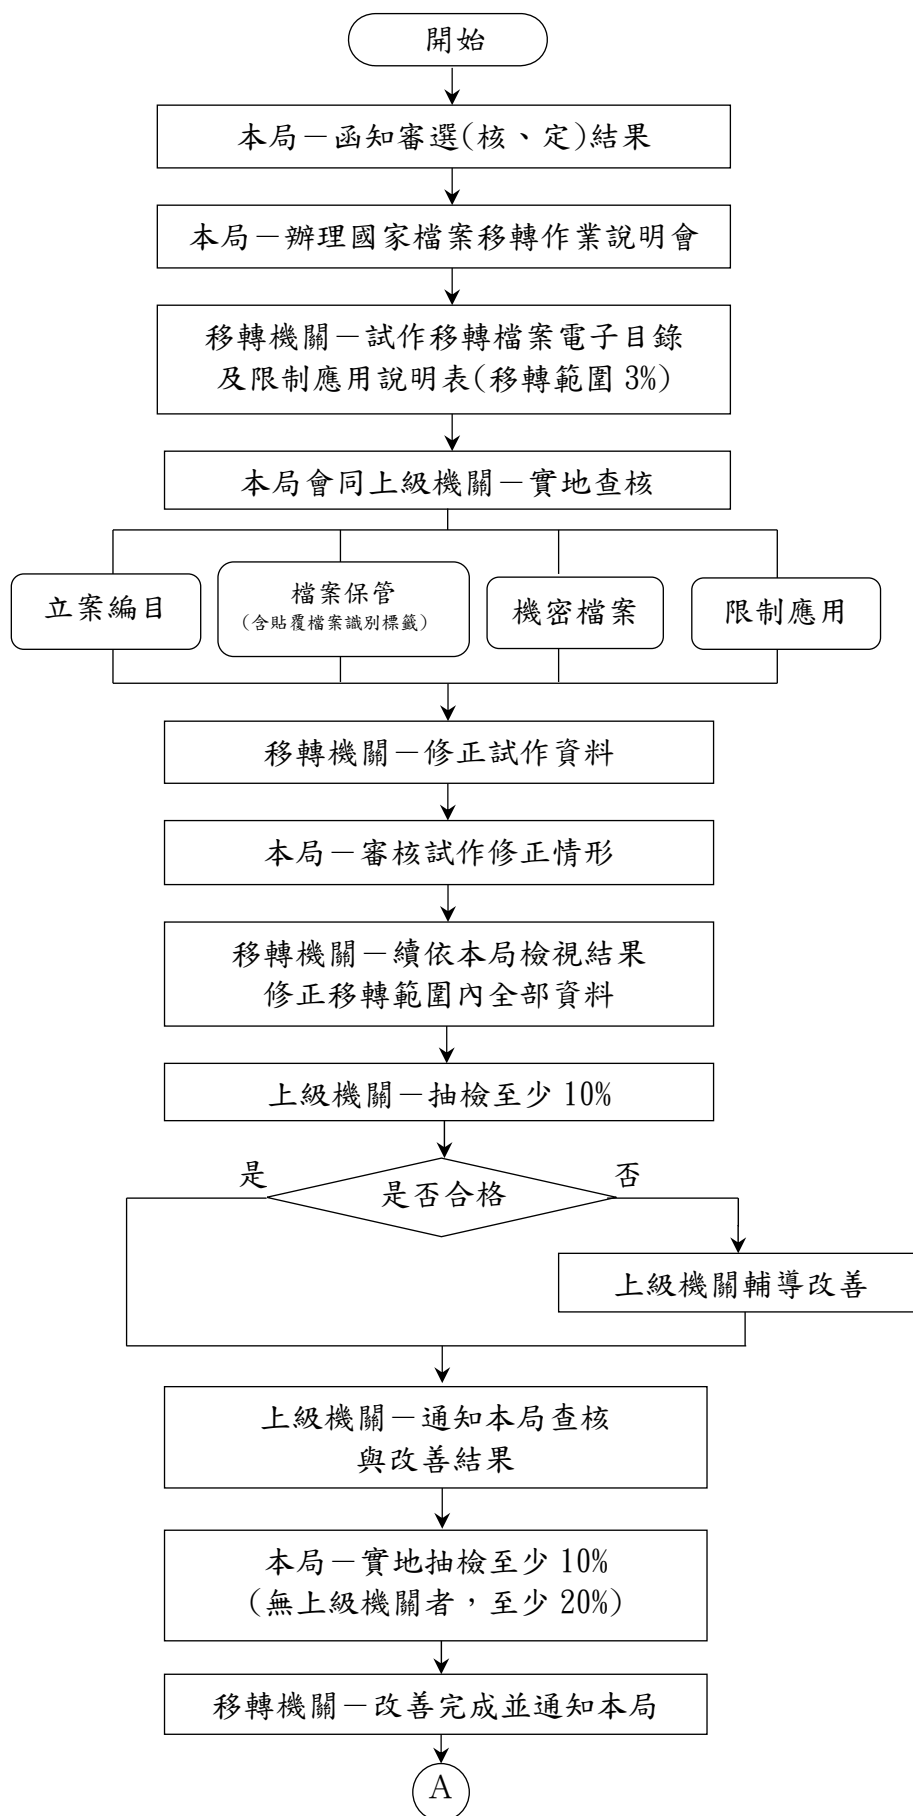 開始
本局－函知審選(核、定)結果
本局－辦理國家檔案移轉作業說明會
移轉機關－試作移轉檔案電子目錄
及限制應用說明表(移轉範圍 3%)
本局會同上級機關－實地查核
立案編目
檔案保管
(含貼覆檔案識別標籤)
機密檔案
限制應用
移轉機關－修正試作資料
本局－審核試作修正情形
移轉機關－續依本局檢視結果
修正移轉範圍內全部資料
上級機關－抽檢至少 10%
是
是否合格
否
上級機關輔導改善
上級機關－通知本局查核
與改善結果
本局－實地抽檢至少 10%
(無上級機關者，至少 20%)
移轉機關－改善完成並通知本局
A